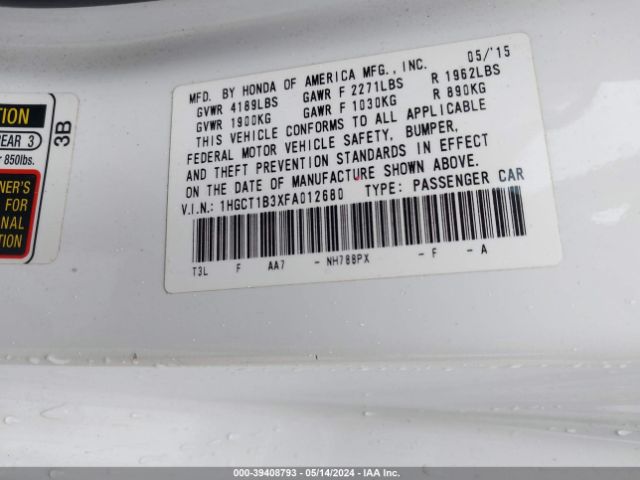 TION
REAR 3
850lbs.
NER'S
FOR
NAL
TION
3B
MFD. BY HONDA OF AMERICA MFG., INC. 05/'15
GVWR 4189LBS GAWR F 2271LBS R 1962LBS
GVWR 1900KG GAWR F 1030KG R 890KG
THIS VEHICLE CONFORMS TO ALL APPLICABLE
FEDERAL MOTOR VEHICLE SAFETY, BUMPER,
AND THEFT PREVENTION STANDARDS IN EFFECT
ON THE DATE OF MANUFACTURE SHOWN ABOVE.
V.I.N.: 1HGCT1B3XFA012680 TYPE: PASSENGER CAR
T3L F AA7 - NH788PX - F - A
© - 39408793 - 05/14/2024 - IAA Inc.